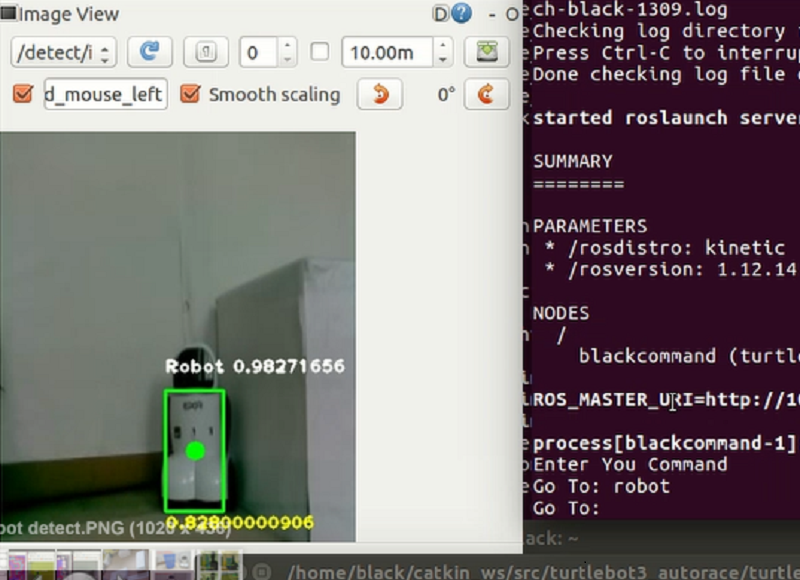 Image View
D ? - O
/detect/i
0
10.00m
d_mouse_left
Smooth scaling
0°
Robot 0.98271656
0.82800000906
bot detect.PNG (1020 x 450)
ch-black-1309.log
Checking log directory
Press Ctrl-C to interrup
Done checking log file
started roslaunch server
SUMMARY
========
PARAMETERS
* /rosdistro: kinetic
* /rosversion: 1.12.14
NODES
/
blackcommand (turtl
ROS_MASTER_URI=http://1
process[blackcommand-1]
Enter You Command
Go To: robot
Go To:
ack: ~
/home/black/catkin_ws/src/turtlebot3_autorace/turtle